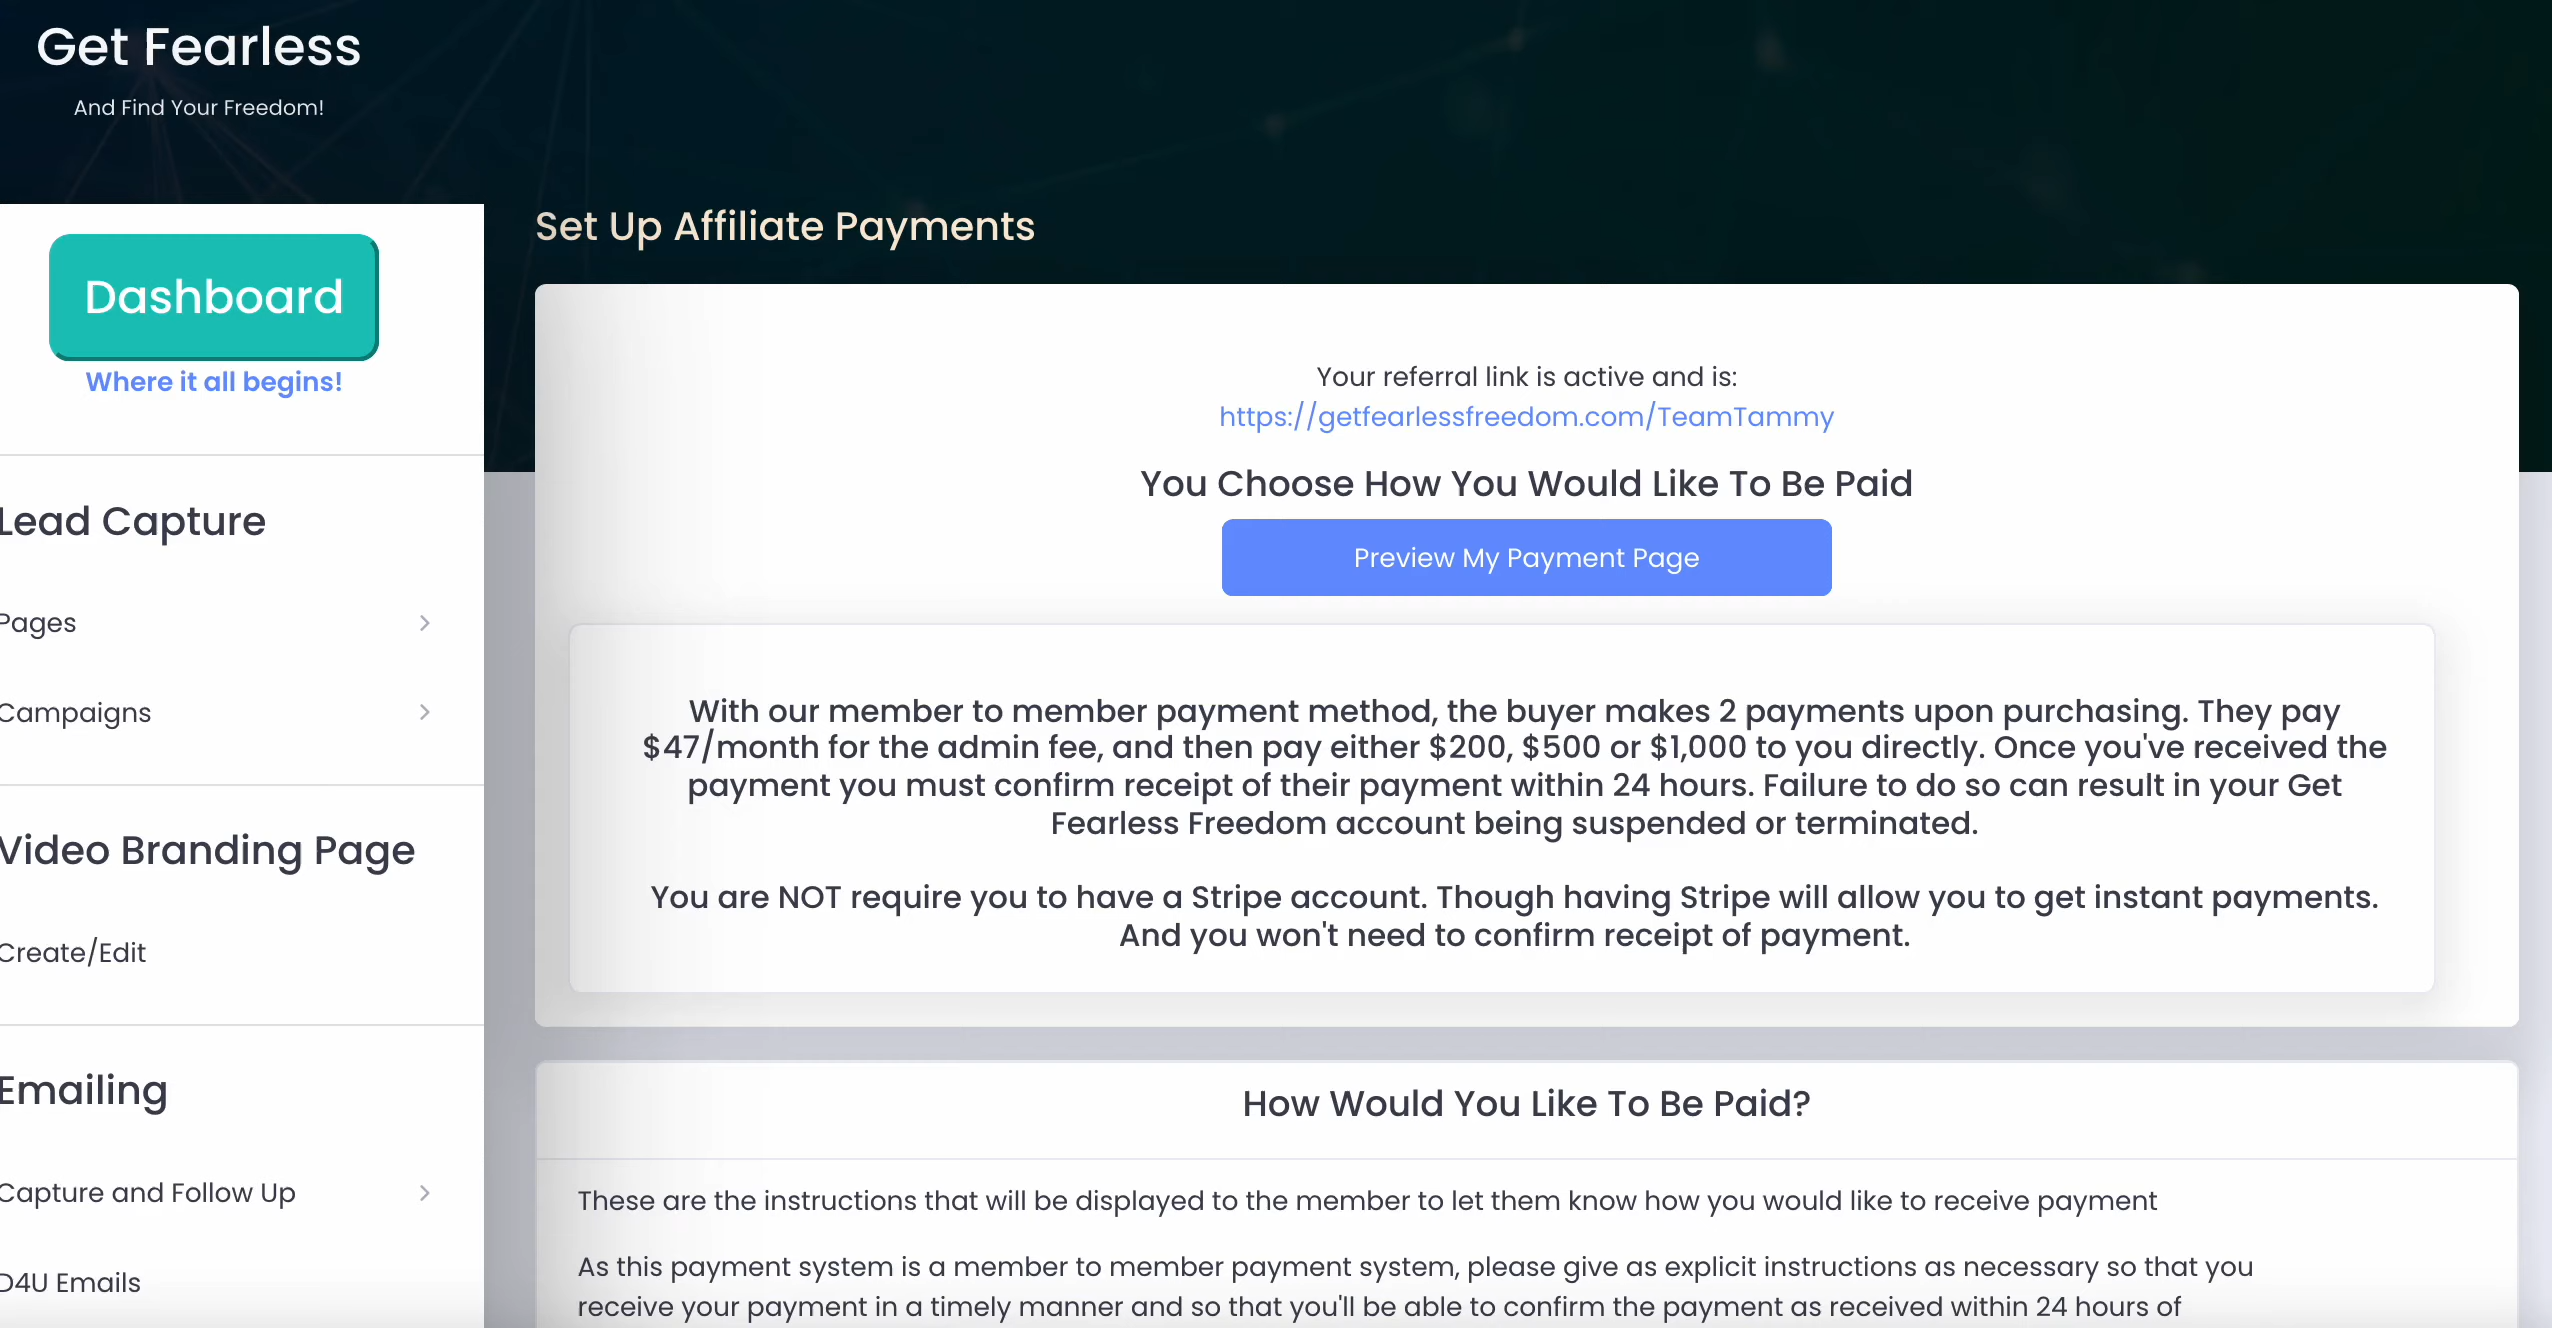 Get Fearless
And Find Your Freedom!
Dashboard
Where it all begins!
Lead Capture
Pages
Campaigns
Video Branding Page
Create/Edit
Emailing
Capture and Follow Up
D4U Emails
Set Up Affiliate Payments
Your referral link is active and is:
https://getfearlessfreedom.com/TeamTammy
You Choose How You Would Like To Be Paid
Preview My Payment Page
With our member to member payment method, the buyer makes 2 payments upon purchasing. They pay
$47/month for the admin fee, and then pay either $200, $500 or $1,000 to you directly. Once you've received the
payment you must confirm receipt of their payment within 24 hours. Failure to do so can result in your Get
Fearless Freedom account being suspended or terminated.
You are NOT require you to have a Stripe account. Though having Stripe will allow you to get instant payments.
And you won't need to confirm receipt of payment.
How Would You Like To Be Paid?
These are the instructions that will be displayed to the member to let them know how you would like to receive payment
As this payment system is a member to member payment system, please give as explicit instructions as necessary so that you
receive your payment in a timely manner and so that you'll be able to confirm the payment as received within 24 hours of